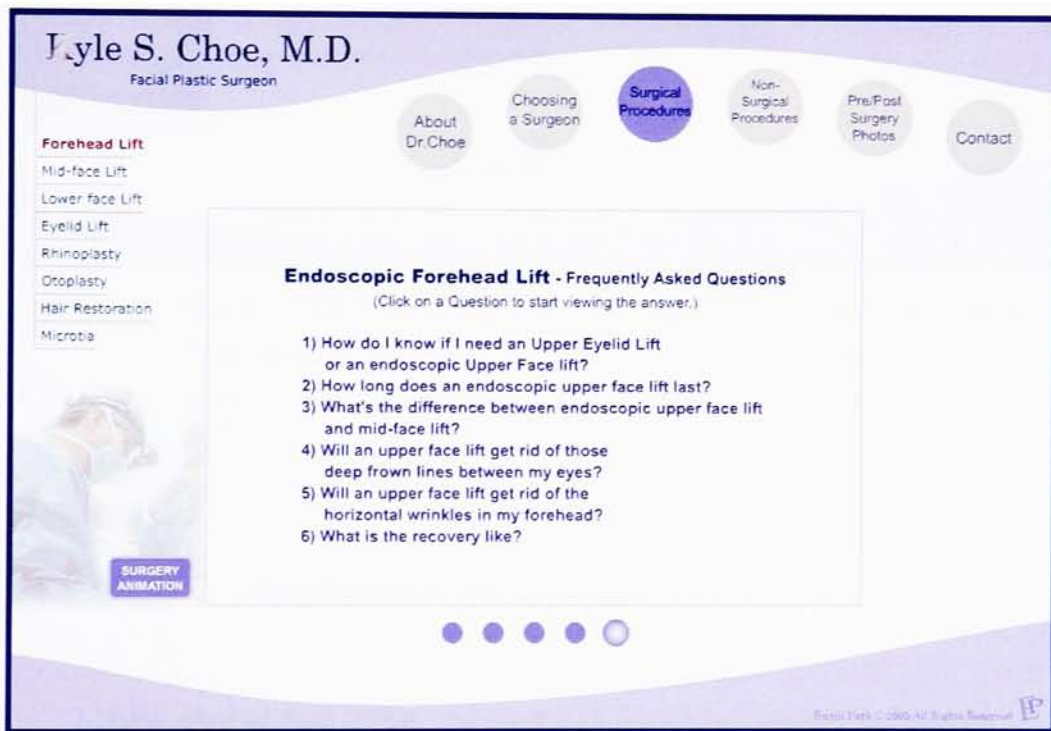 Kyle S. Choe, M.D.
Facial Plastic Surgeon
About
Dr.Choe
Choosing
a Surgeon
Surgical
Procedures
Non-
Surgical
Procedures
Pre/Post
Surgery
Photos
Contact
Forehead Lift
Mid-face Lift
Lower face Lift
Eyelid Lift
Rhinoplasty
Otoplasty
Hair Restoration
Microtia
Endoscopic Forehead Lift - Frequently Asked Questions
(Click on a Question to start viewing the answer.)
1) How do I know if I need an Upper Eyelid Lift
or an endoscopic Upper Face lift?
2) How long does an endoscopic upper face lift last?
3) What's the difference between endoscopic upper face lift
and mid-face lift?
4) Will an upper face lift get rid of those
deep frown lines between my eyes?
5) Will an upper face lift get rid of the
horizontal wrinkles in my forehead?
6) What is the recovery like?
SURGERY
ANIMATION
Park © All Rights Reserved